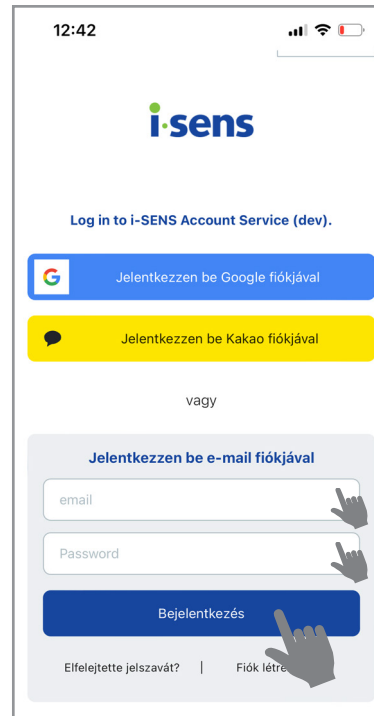 12:42
i-sens
Log in to i-SENS Account Service (dev).
Jelentkezzen be Google fiókjával
Jelentkezzen be Kakao fiókjával
vagy
Jelentkezzen be e-mail fiókjával
email
Password
Bejelentkezés
Elfelejtette jelszavát? | Fiók